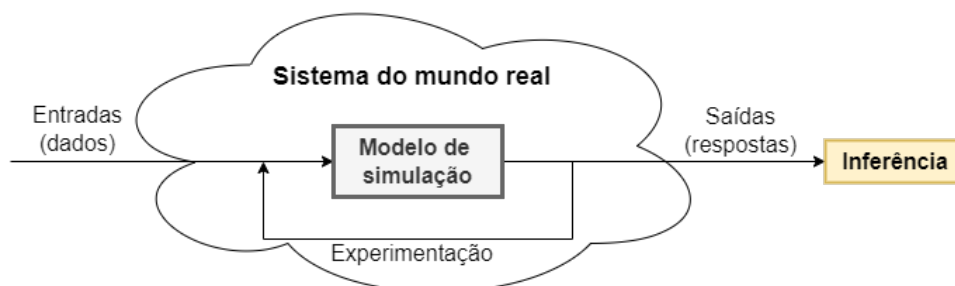 Sistema do mundo real
Entradas
(dados)
Modelo de
simulação
Saídas
(respostas)
Inferência
Experimentação